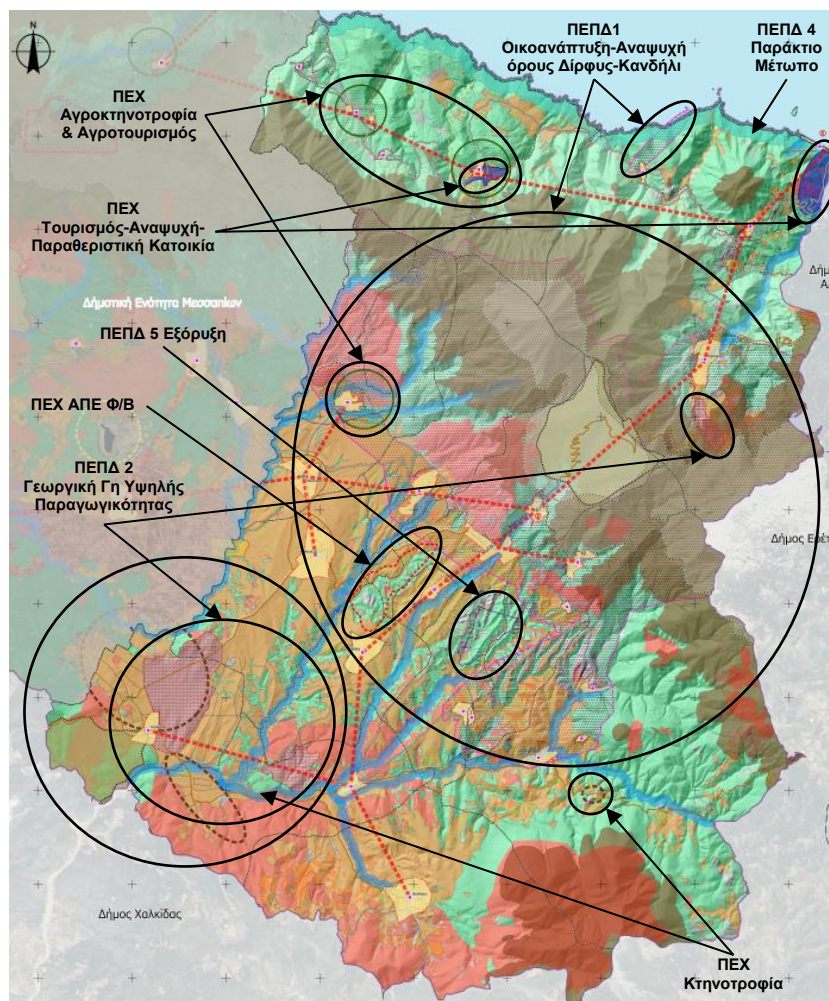 N
ΠΕΠΔ1
Οικοανάπτυξη-Αναψυχή
όρους Δίρφυς-Κανδήλι
ΠΕΠΔ 4
Παράκτιο
Μέτωπο
ΠΕΧ
Αγροκτηνοτροφία
& Αγροτουρισμός
ΠΕΧ
Τουρισμός-Αναψυχή-
Παραθεριστική Κατοικία
Δημοτική Ενότητα Μεσσαπίων
ΠΕΠΔ 5 Εξόρυξη
ΠΕΧ ΑΠΕ Φ/Β
ΠΕΠΔ 2
Γεωργική Γη Υψηλής
Παραγωγικότητας
Δήμος Χαλκίδας
ΠΕΧ
Κτηνοτροφία